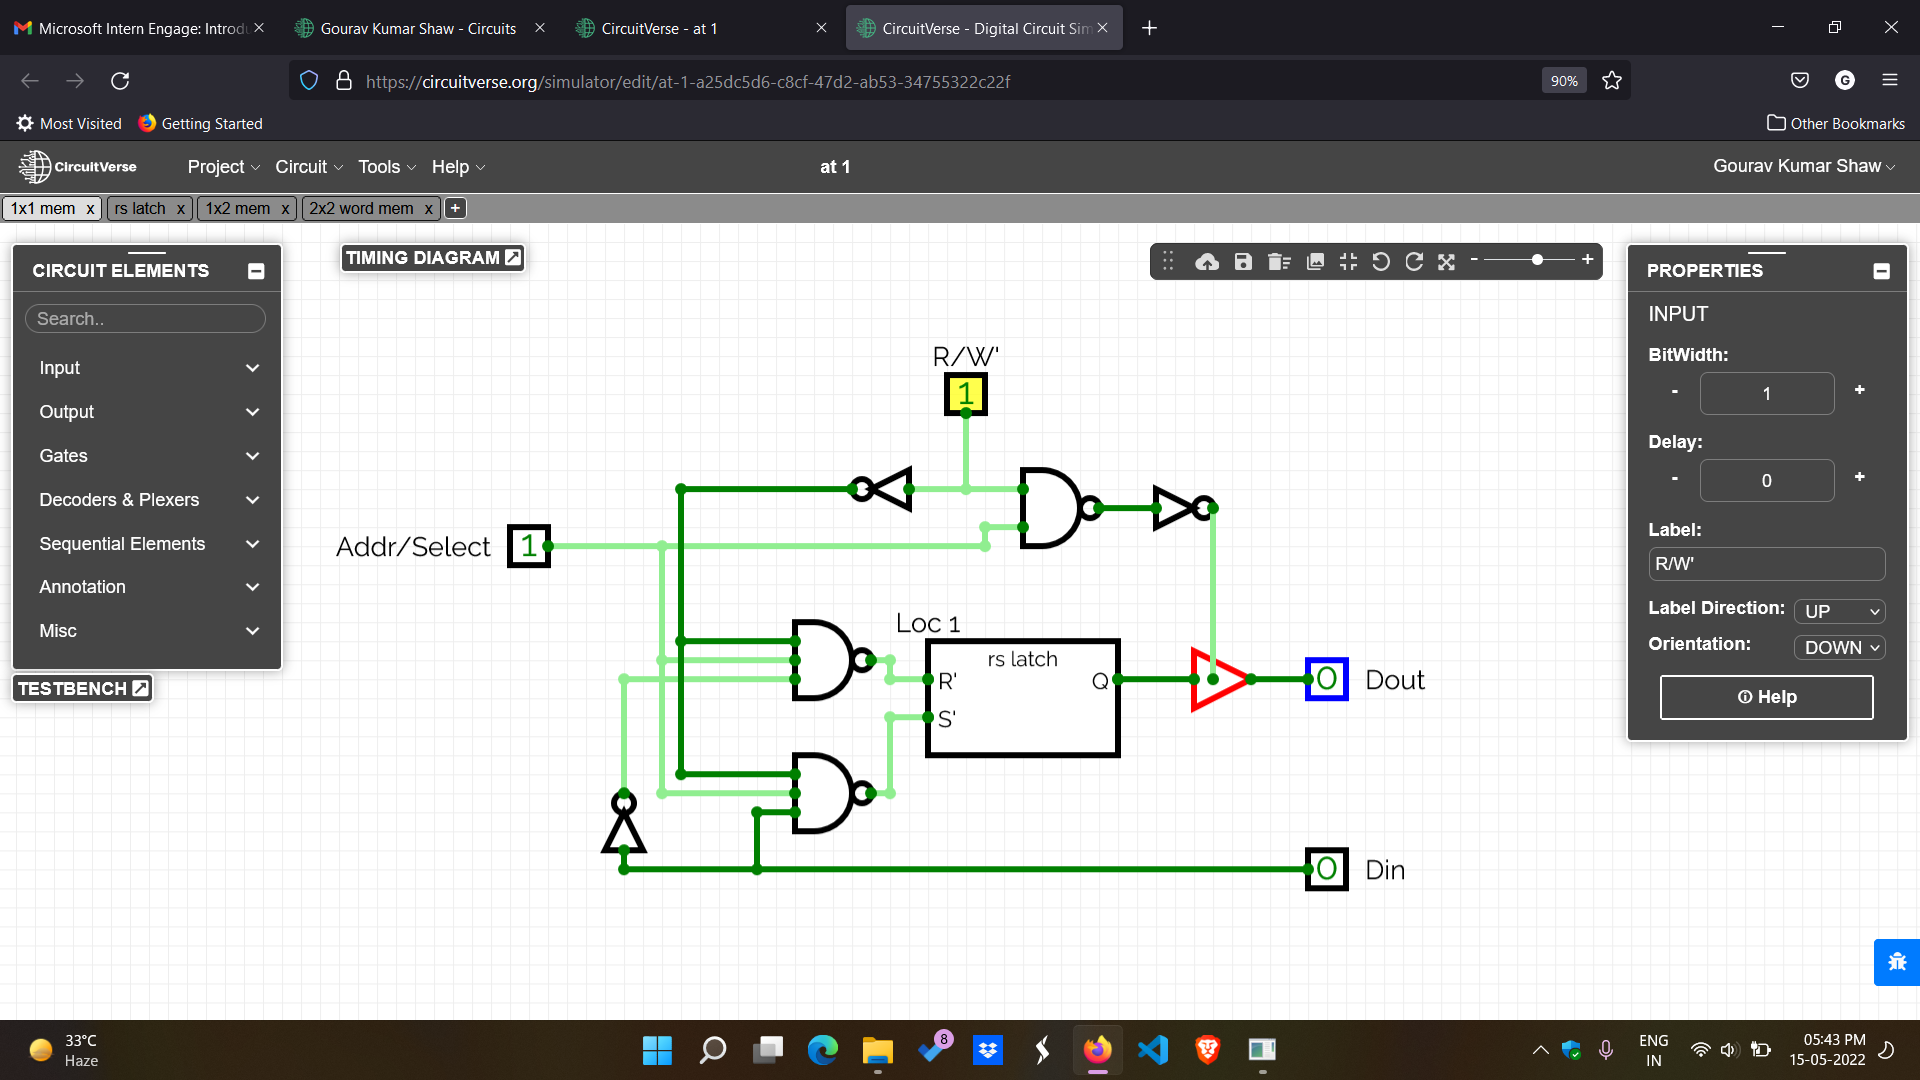 Microsoft Intern Engage: Introdu
Gourav Kumar Shaw - Circuits
CircuitVerse - at 1
CircuitVerse - Digital Circuit Sim
https://circuitverse.org/simulator/edit/at-1-a25dc5d6-c8cf-47d2-ab53-34755322c22f
90%
G
Most Visited
Getting Started
Other Bookmarks
CircuitVerse
Project
Circuit
Tools
Help
at 1
Gourav Kumar Shaw
1x1 mem x
rs latch x
1x2 mem x
2x2 word mem x
+
CIRCUIT ELEMENTS
Search..
Input
Output
Gates
Decoders & Plexers
Sequential Elements
Annotation
Misc
TESTBENCH
TIMING DIAGRAM
- +
R/W'
1
Addr/Select
1
Loc 1
rs latch
R'
Q
S'
0
Dout
0
Din
PROPERTIES
INPUT
BitWidth:
- 1 +
Delay:
- 0 +
Label:
R/W'
Label Direction: UP
Orientation: DOWN
Help
33°C
Haze
8
ENG
IN
05:43 PM
15-05-2022